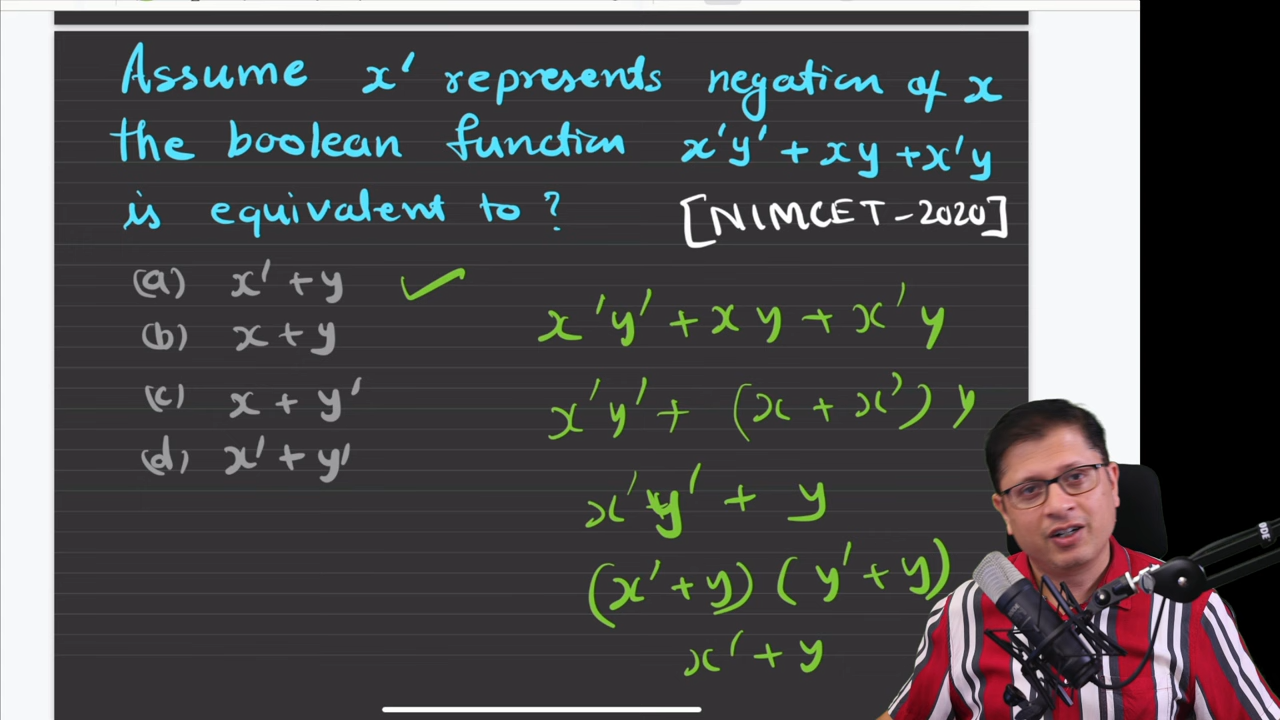 Assume x' represents negation of x
the boolean function x'y' + xy + x'y
is equivalent to ?
[NIMCET-2020]
(a) x' + y ✓
(b) x + y
(c) x + y'
(d) x' + y'
x'y' + xy + x'y
x'y' + (x + x') y
x'y' + y
(x' + y) (y' + y)
x' + y